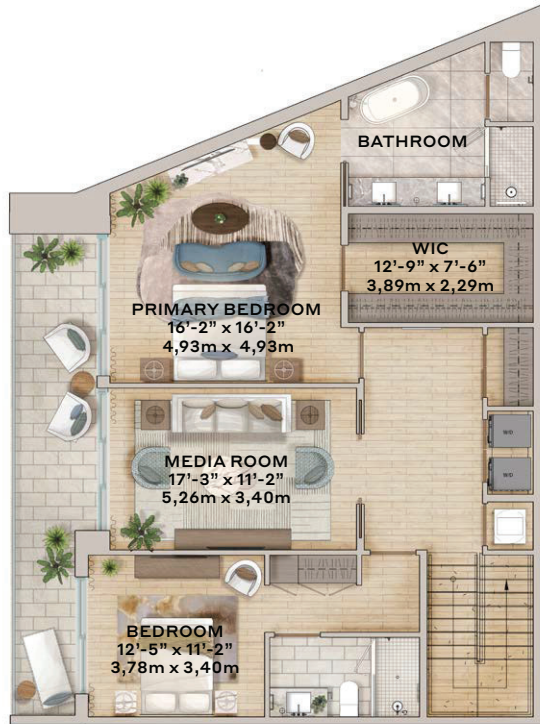 BATHROOM
WIC
12'-9" x 7'-6"
3,89m x 2,29m
PRIMARY BEDROOM
16'-2" x 16'-2"
4,93m x 4,93m
W/D
W/D
MEDIA ROOM
17'-3" x 11'-2"
5,26m x 3,40m
BEDROOM
12'-5" x 11'-2"
3,78m x 3,40m